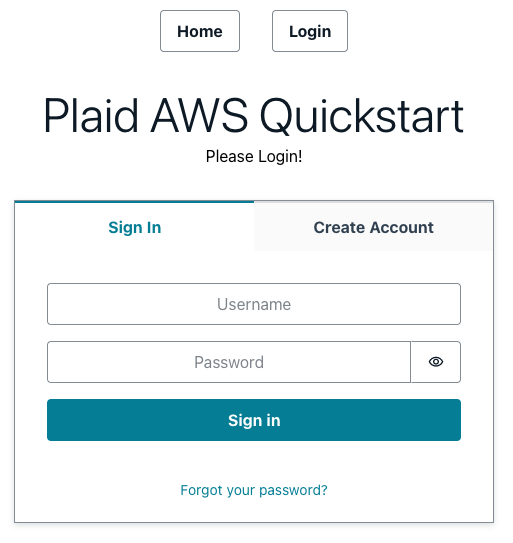 Home Login
Plaid AWS Quickstart
Please Login!
Sign In Create Account
Username
Password
Sign in
Forgot your password?